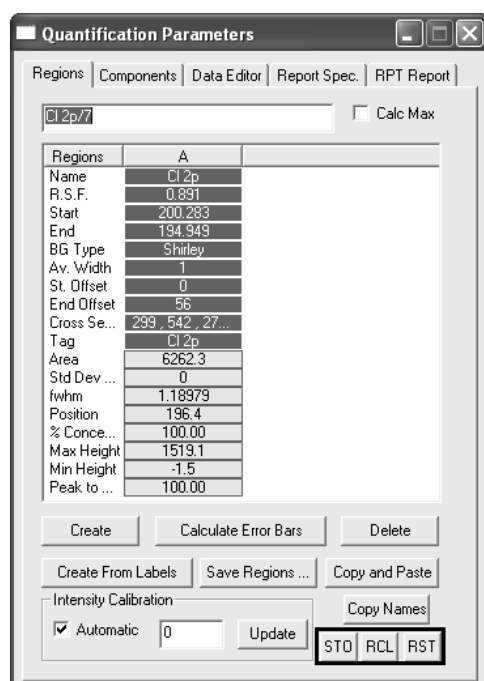 Quantification Parameters
Regions Components Data Editor Report Spec. RPT Report
Cl 2p/7 Calc Max
Regions A
Name Cl 2p
R.S.F. 0.891
Start 200.283
End 194.949
BG Type Shirley
Av. Width 1
St. Offset 0
End Offset 56
Cross Se... 299 , 542 , 27...
Tag Cl 2p
Area 6262.3
Std Dev ... 0
fwhm 1.18979
Position 196.4
% Conce... 100.00
Max Height 1519.1
Min Height -1.5
Peak to ... 100.00
Create Calculate Error Bars Delete
Create From Labels Save Regions ... Copy and Paste
Intensity Calibration
Copy Names
Automatic 0 Update
STO RCL RST